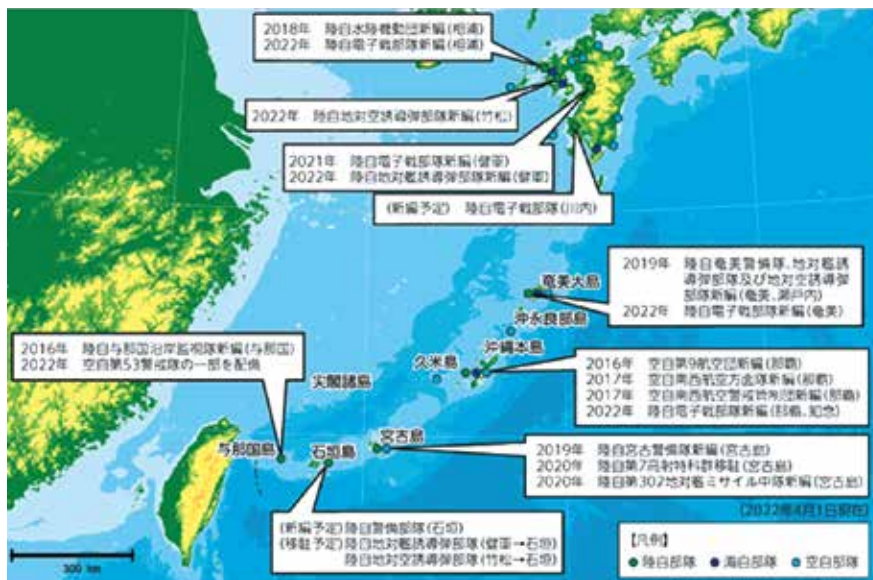 2018年 陸自水陸機動団新編(相浦)
2022年 陸自電子戦部隊新編(相浦)
2022年 陸自地対空誘導弾部隊新編(竹松)
2021年 陸自電子戦部隊新編(健軍)
2022年 陸自地対艦誘導弾部隊新編(健軍)
(新編予定) 陸自電子戦部隊(川内)
奄美大島
2019年 陸自奄美警備隊、地対艦誘
導弾部隊及び地対空誘導弾
部隊新編(奄美、瀬戸内)
2022年 陸自電子戦部隊新編(奄美)
沖永良部島
沖縄本島
久米島
2016年 陸自与那国沿岸監視隊新編(与那国)
2022年 空自第53警戒隊の一部を配備
尖閣諸島
2016年 空自第9航空団新編(那覇)
2017年 空自南西航空方面隊新編(那覇)
2017年 空自南西航空警戒管制団新編(那覇)
2022年 陸自電子戦部隊新編(那覇、知念)
与那国島
石垣島
宮古島
2019年 陸自宮古警備隊新編(宮古島)
2020年 陸自第7高射特科群移駐(宮古島)
2020年 陸自第302地対艦ミサイル中隊新編(宮古島)
(2022年4月1日現在)
(新編予定)陸自警備部隊(石垣)
(移駐予定)陸自地対艦誘導弾部隊(健軍→石垣)
陸自地対空誘導弾部隊(竹松→石垣)
【凡例】
陸自部隊 海自部隊 空自部隊
300 km